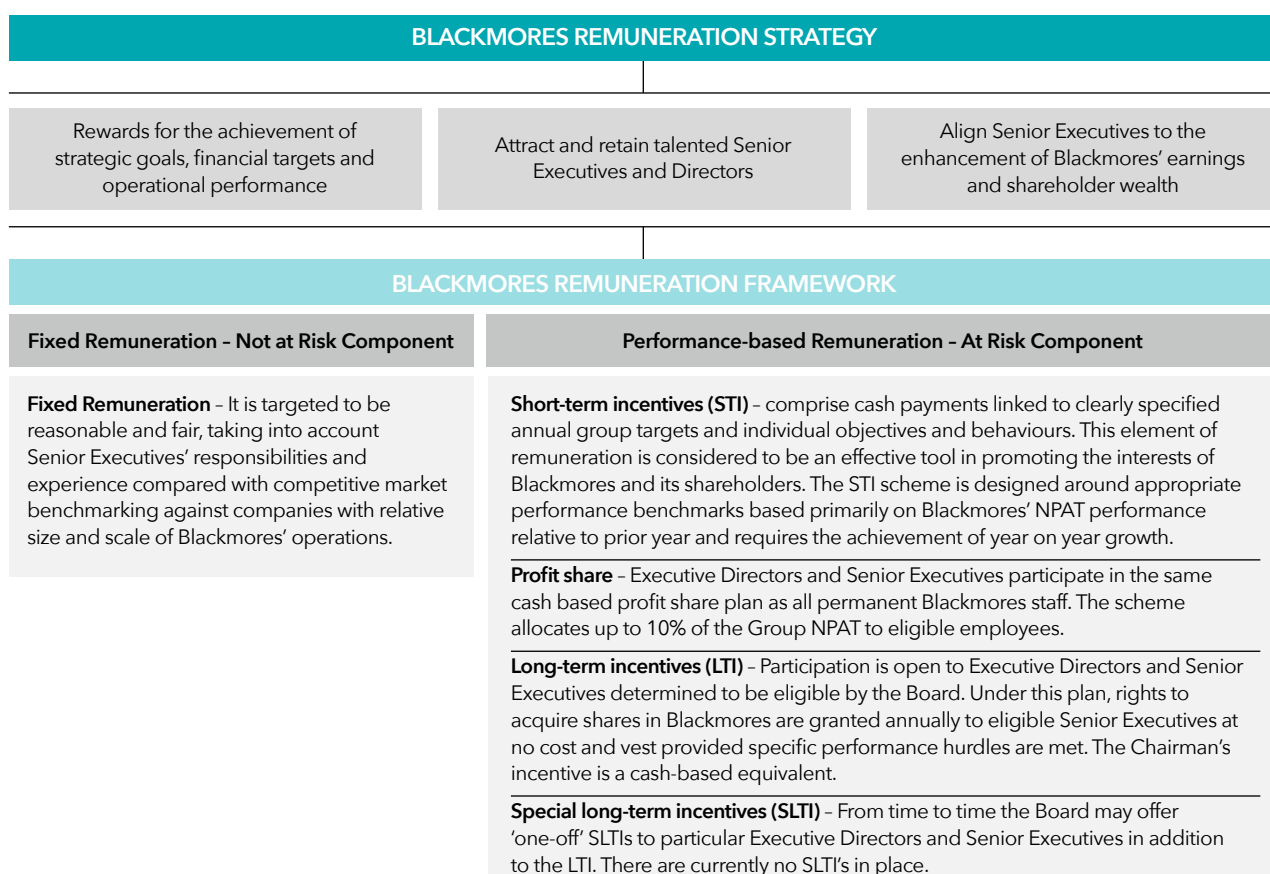 BLACKMORES REMUNERATION STRATEGY
Rewards for the achievement of
strategic goals, financial targets and
operational performance
Attract and retain talented Senior
Executives and Directors
Align Senior Executives to the
enhancement of Blackmores’ earnings
and shareholder wealth
BLACKMORES REMUNERATION FRAMEWORK
Fixed Remuneration – Not at Risk Component
Fixed Remuneration – It is targeted to be
reasonable and fair, taking into account
Senior Executives’ responsibilities and
experience compared with competitive market
benchmarking against companies with relative
size and scale of Blackmores’ operations.
Performance-based Remuneration – At Risk Component
Short-term incentives (STI) – comprise cash payments linked to clearly specified
annual group targets and individual objectives and behaviours. This element of
remuneration is considered to be an effective tool in promoting the interests of
Blackmores and its shareholders. The STI scheme is designed around appropriate
performance benchmarks based primarily on Blackmores’ NPAT performance
relative to prior year and requires the achievement of year on year growth.
Profit share – Executive Directors and Senior Executives participate in the same
cash based profit share plan as all permanent Blackmores staff. The scheme
allocates up to 10% of the Group NPAT to eligible employees.
Long-term incentives (LTI) – Participation is open to Executive Directors and Senior
Executives determined to be eligible by the Board. Under this plan, rights to
acquire shares in Blackmores are granted annually to eligible Senior Executives at
no cost and vest provided specific performance hurdles are met. The Chairman’s
incentive is a cash-based equivalent.
Special long-term incentives (SLTI) – From time to time the Board may offer
‘one-off’ SLTIs to particular Executive Directors and Senior Executives in addition
to the LTI. There are currently no SLTI’s in place.